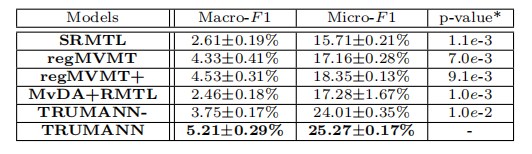 Models Macro-F1 Micro-F1 p-value*
SRMTL 2.61±0.19% 15.71±0.21% 1.1e-3
regMVMT 4.33±0.41% 17.16±0.28% 7.0e-3
regMVMT+ 4.53±0.31% 18.35±0.13% 9.1e-3
MvDA+RMTL 2.46±0.18% 17.28±1.67% 1.0e-3
TRUMANN- 3.75±0.17% 24.01±0.35% 1.0e-2
TRUMANN 5.21±0.29% 25.27±0.17% -